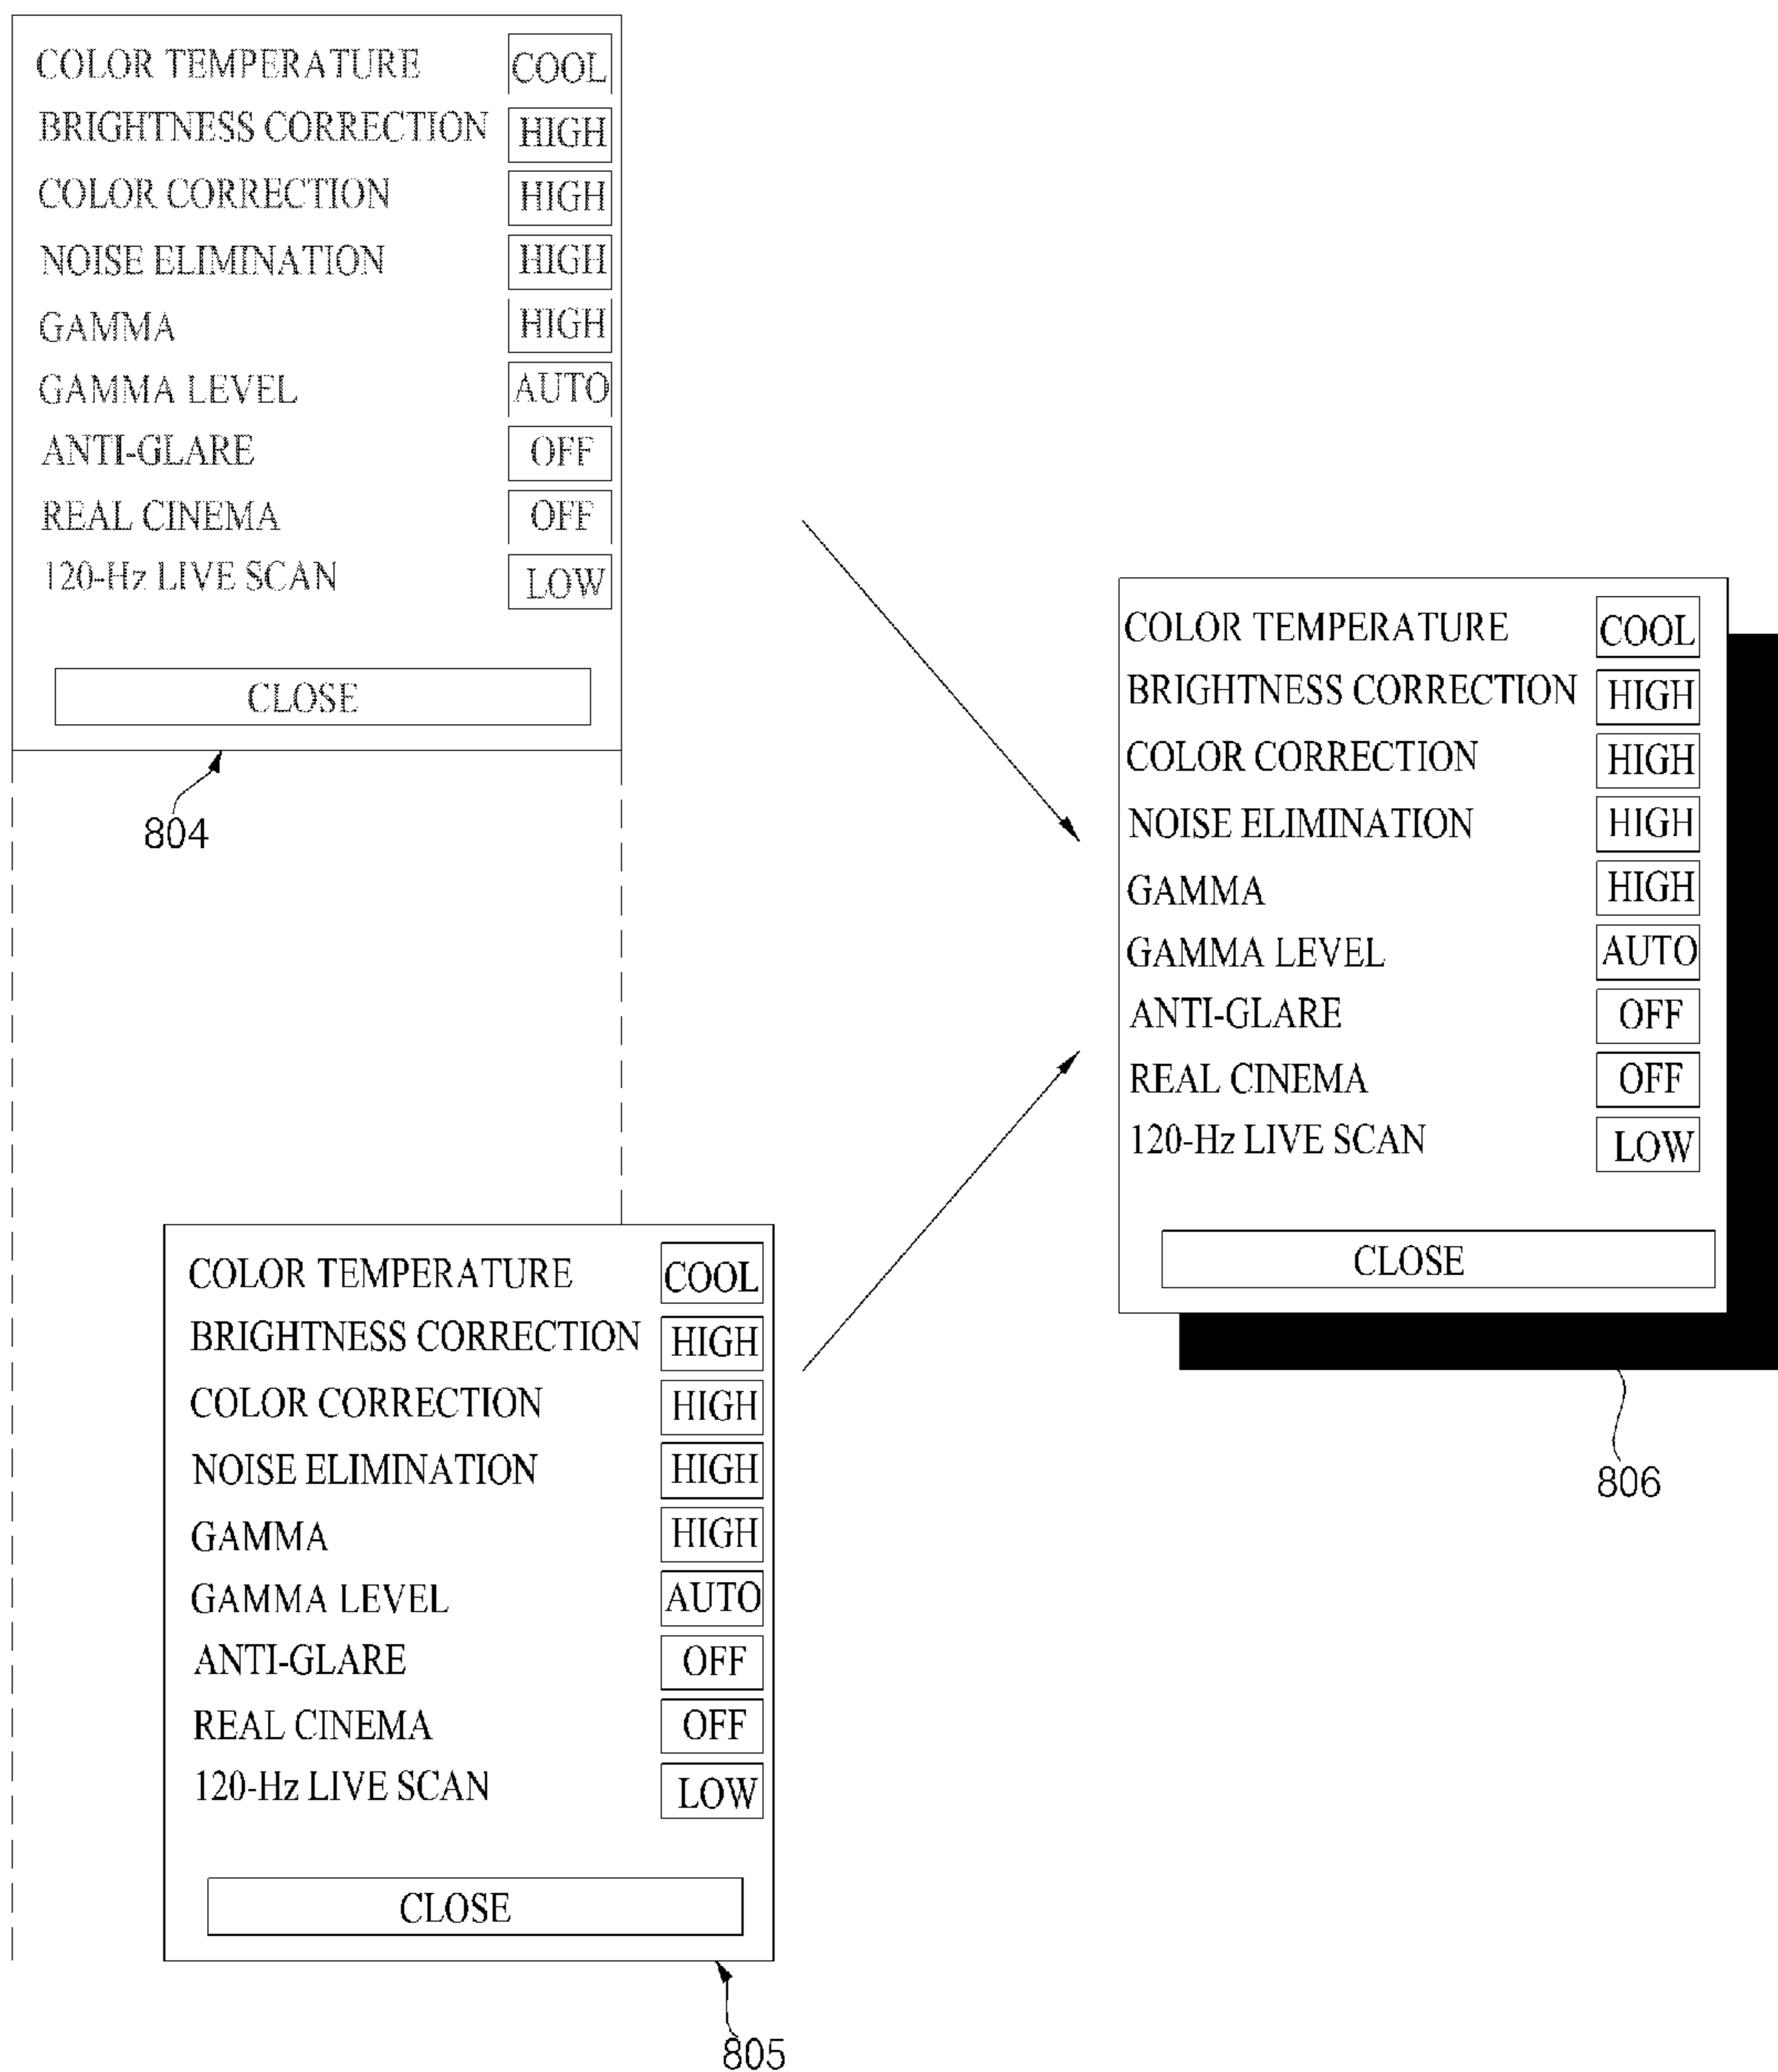 COLOR TEMPERATURE COOL
BRIGHTNESS CORRECTION HIGH
COLOR CORRECTION HIGH
NOISE ELIMINATION HIGH
GAMMA HIGH
GAMMA LEVEL AUTO
ANTI-GLARE OFF
REAL CINEMA OFF
120-Hz LIVE SCAN LOW
CLOSE
804
COLOR TEMPERATURE COOL
BRIGHTNESS CORRECTION HIGH
COLOR CORRECTION HIGH
NOISE ELIMINATION HIGH
GAMMA HIGH
GAMMA LEVEL AUTO
ANTI-GLARE OFF
REAL CINEMA OFF
120-Hz LIVE SCAN LOW
CLOSE
805
COLOR TEMPERATURE COOL
BRIGHTNESS CORRECTION HIGH
COLOR CORRECTION HIGH
NOISE ELIMINATION HIGH
GAMMA HIGH
GAMMA LEVEL AUTO
ANTI-GLARE OFF
REAL CINEMA OFF
120-Hz LIVE SCAN LOW
CLOSE
806